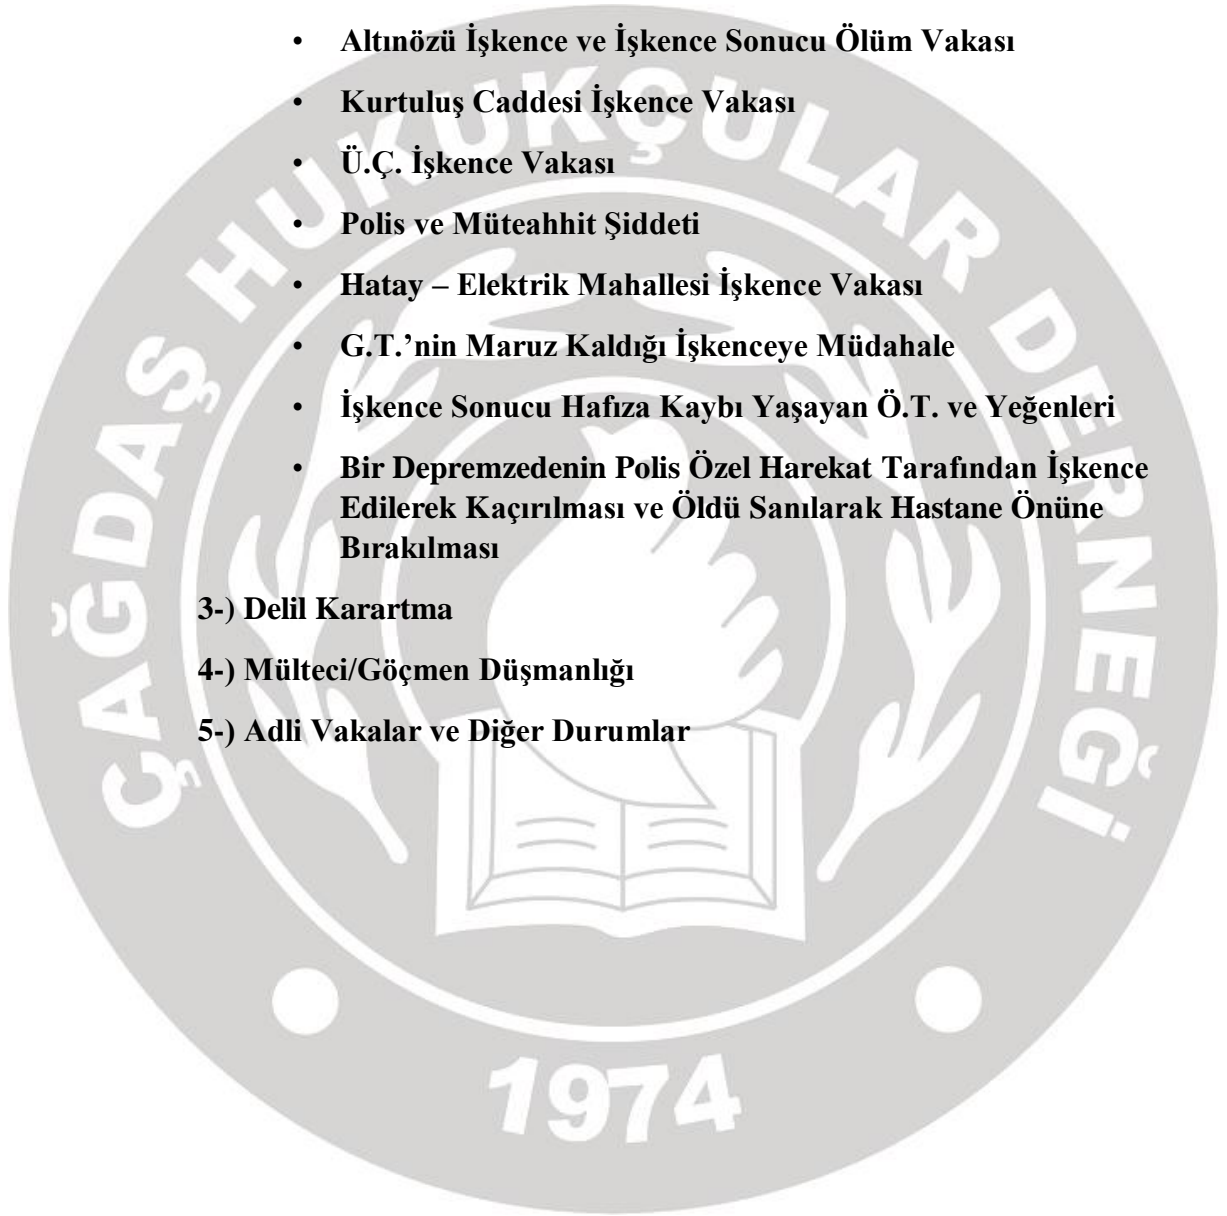 • Altınözü İşkence ve İşkence Sonucu Ölüm Vakası
• Kurtuluş Caddesi İşkence Vakası
• Ü.Ç. İşkence Vakası
• Polis ve Müteahhit Şiddeti
• Hatay – Elektrik Mahallesi İşkence Vakası
• G.T.’nin Maruz Kaldığı İşkenceye Müdahale
• İşkence Sonucu Hafıza Kaybı Yaşayan Ö.T. ve Yeğenleri
• Bir Depremzedenin Polis Özel Harekat Tarafından İşkence
Edilerek Kaçırılması ve Öldü Sanılarak Hastane Önüne
Bırakılması
3-) Delil Karartma
4-) Mülteci/Göçmen Düşmanlığı
5-) Adli Vakalar ve Diğer Durumlar
ÇAĞDAŞ HUKUKÇULAR DERNEĞİ
1974